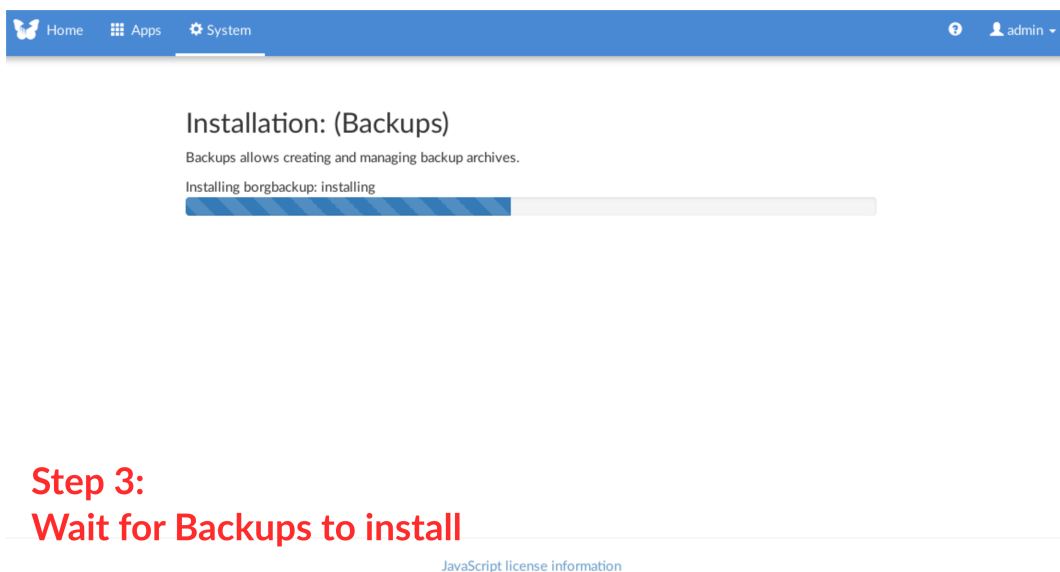 Home Apps System admin
Installation: (Backups)
Backups allows creating and managing backup archives.
Installing borgbackup: installing
Step 3:
Wait for Backups to install
JavaScript license information